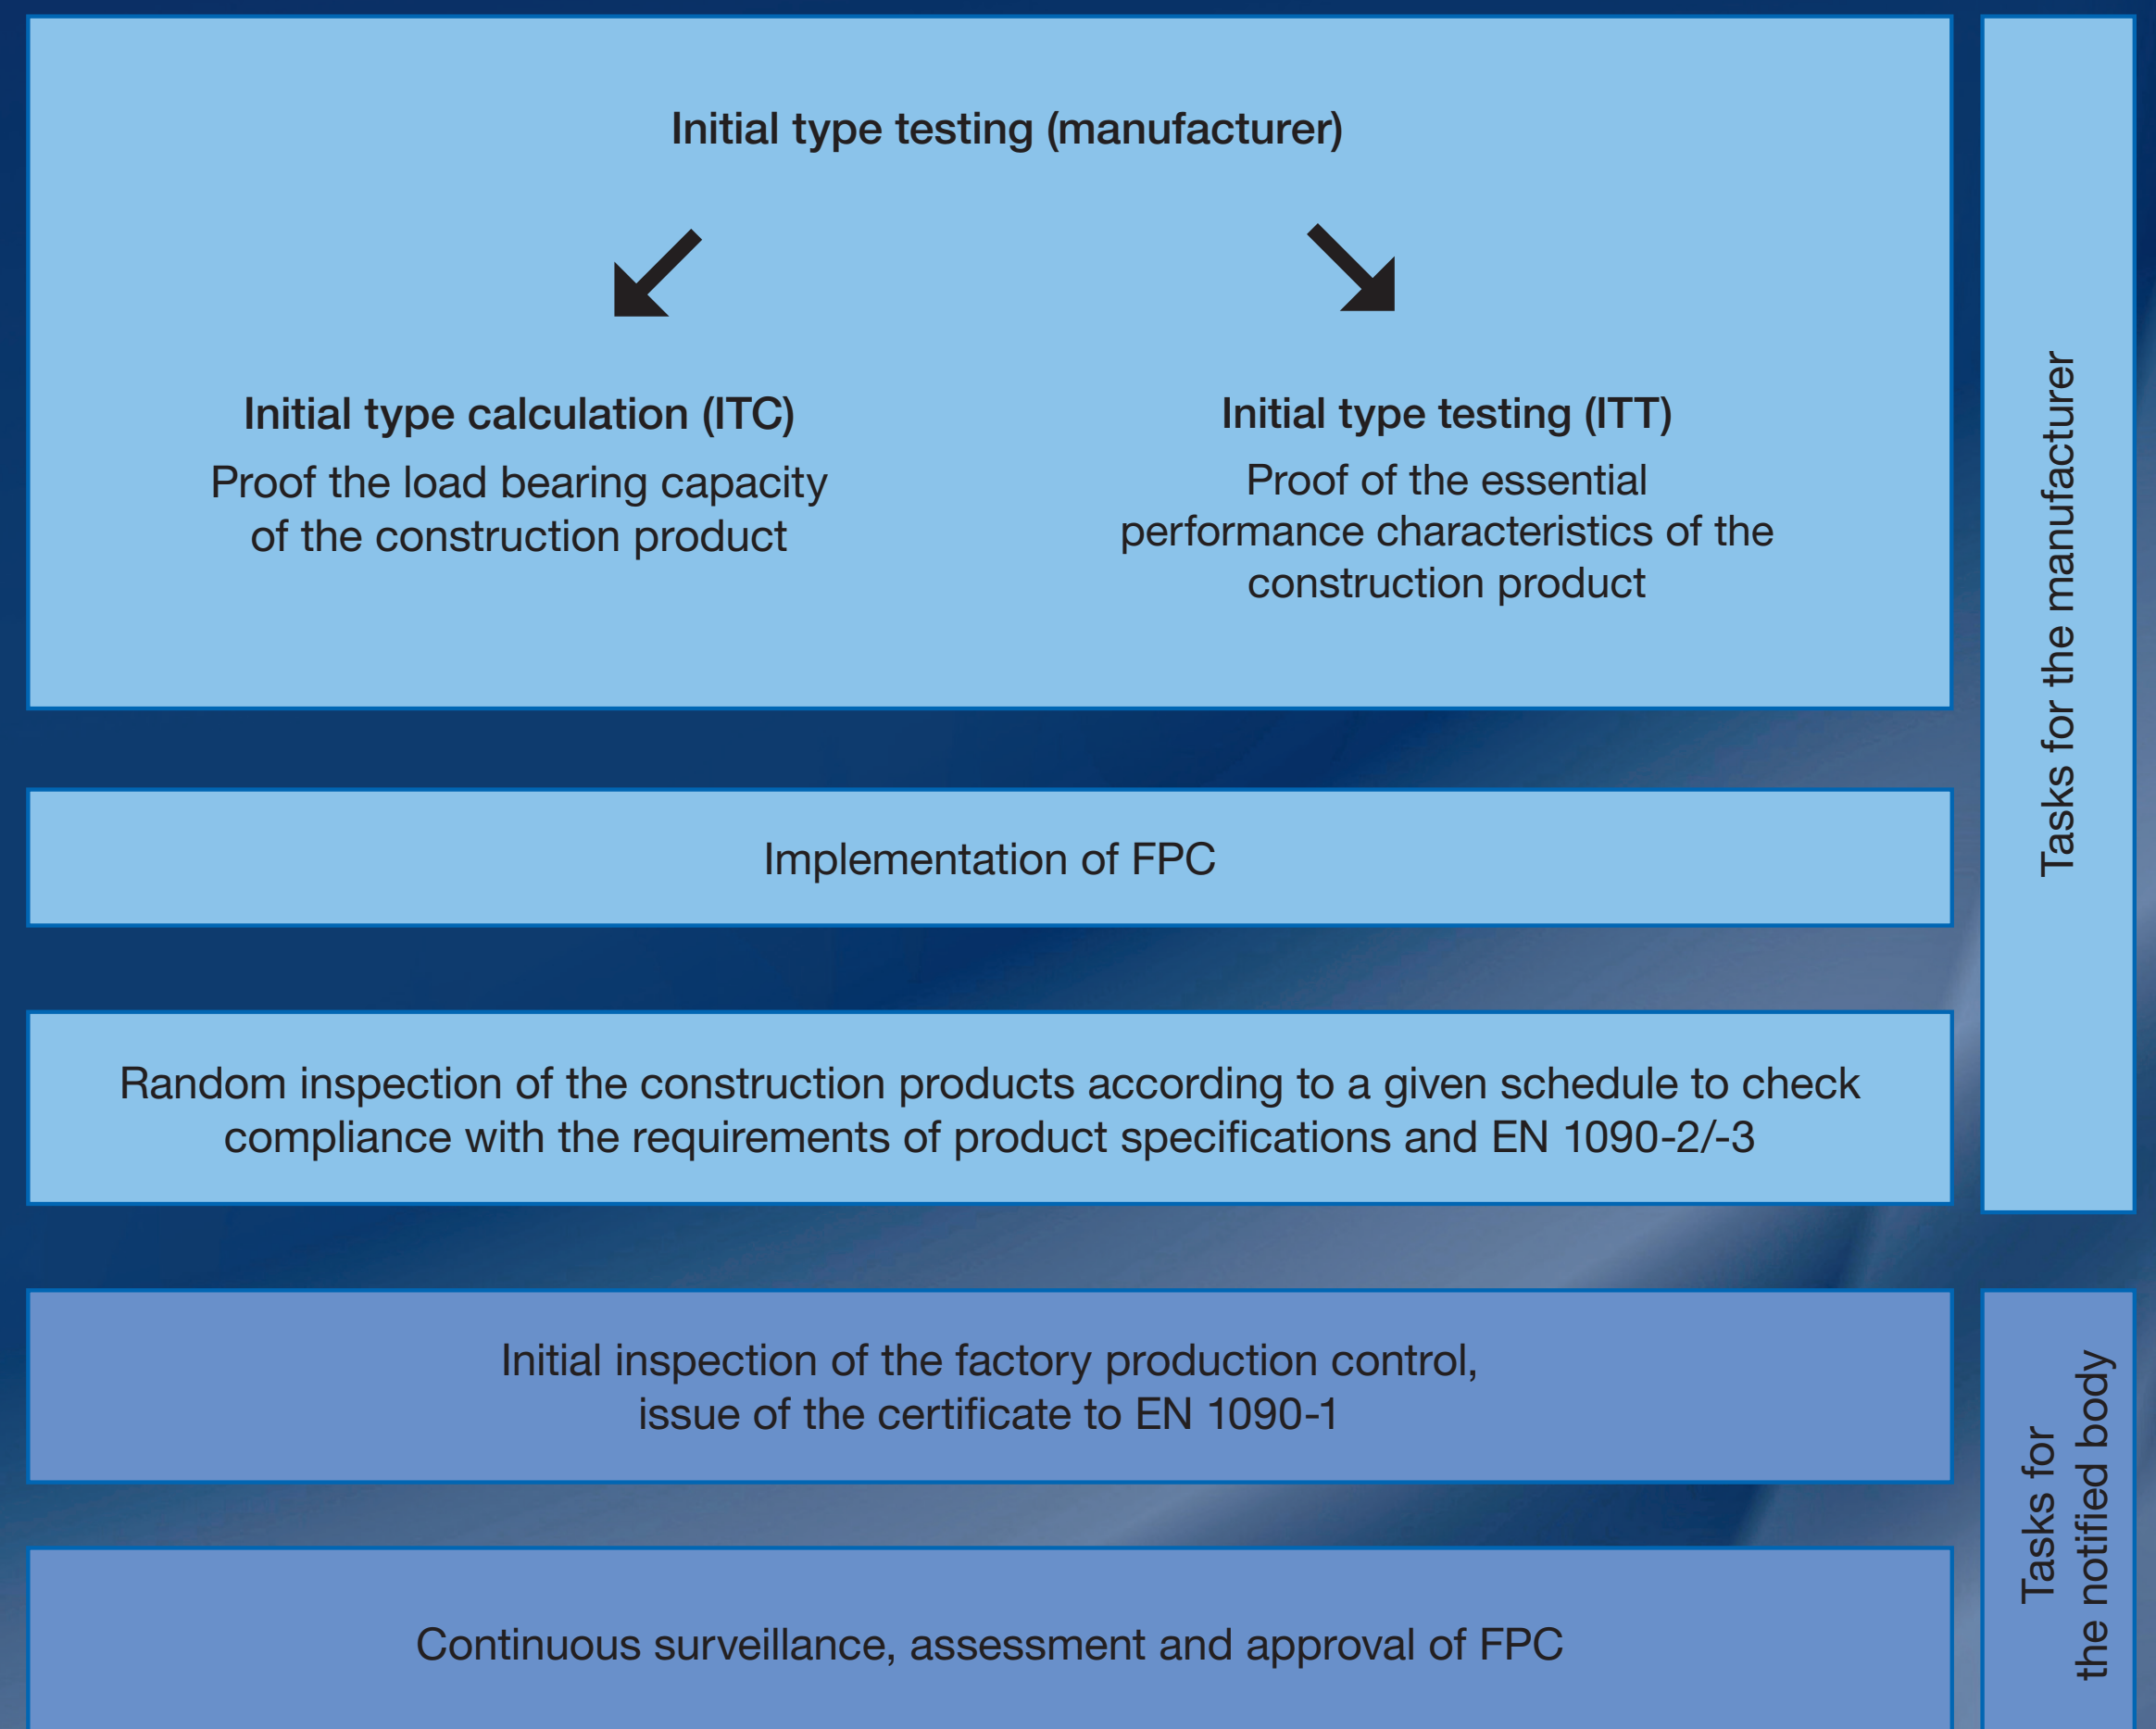 Initial type testing (manufacturer)
Initial type calculation (ITC)
Proof the load bearing capacity
of the construction product
Initial type testing (ITT)
Proof of the essential
performance characteristics of the
construction product
Implementation of FPC
Random inspection of the construction products according to a given schedule to check
compliance with the requirements of product specifications and EN 1090-2/-3
Tasks for the manufacturer
Initial inspection of the factory production control,
issue of the certificate to EN 1090-1
Continuous surveillance, assessment and approval of FPC
Tasks for
the notified body